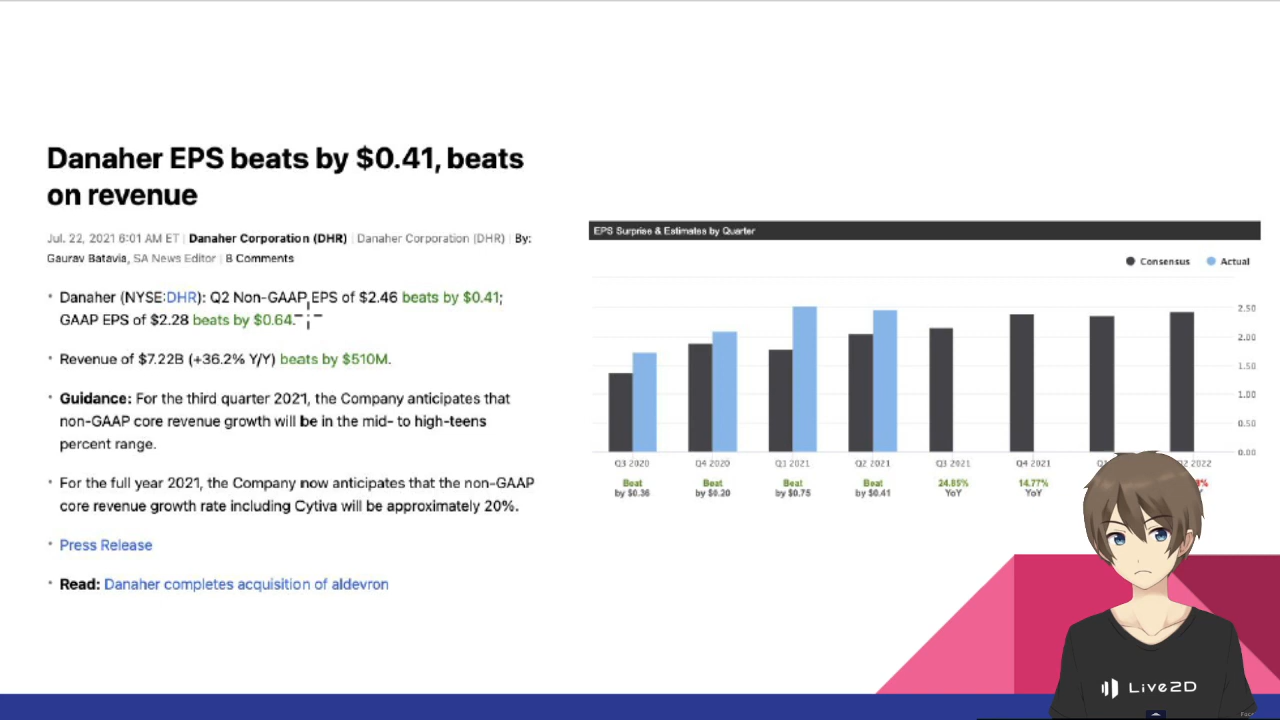 Danaher EPS beats by $0.41, beats
on revenue
Jul. 22, 2021 6:01 AM ET | Danaher Corporation (DHR) | Danaher Corporation (DHR) | By:
Gaurav Batavia, SA News Editor | 8 Comments
• Danaher (NYSE:DHR): Q2 Non-GAAP EPS of $2.46 beats by $0.41;
GAAP EPS of $2.28 beats by $0.64.
• Revenue of $7.22B (+36.2% Y/Y) beats by $510M.
• Guidance: For the third quarter 2021, the Company anticipates that
non-GAAP core revenue growth will be in the mid- to high-teens
percent range.
For the full year 2021, the Company now anticipates that the non-GAAP
core revenue growth rate including Cytiva will be approximately 20%.
• Press Release
• Read: Danaher completes acquisition of aldevron
EPS Surprise & Estimates by Quarter
Consensus Actual
2.50
2.00
1.50
1.00
0.50
0.00
Q3 2020 Q4 2020 Q1 2021 Q2 2021 Q3 2021 Q4 2021 2022
Beat Beat Beat Beat 24.85% 14.77%
by $0.36 by $0.20 by $0.75 by $0.41 YoY YoY
Live2D